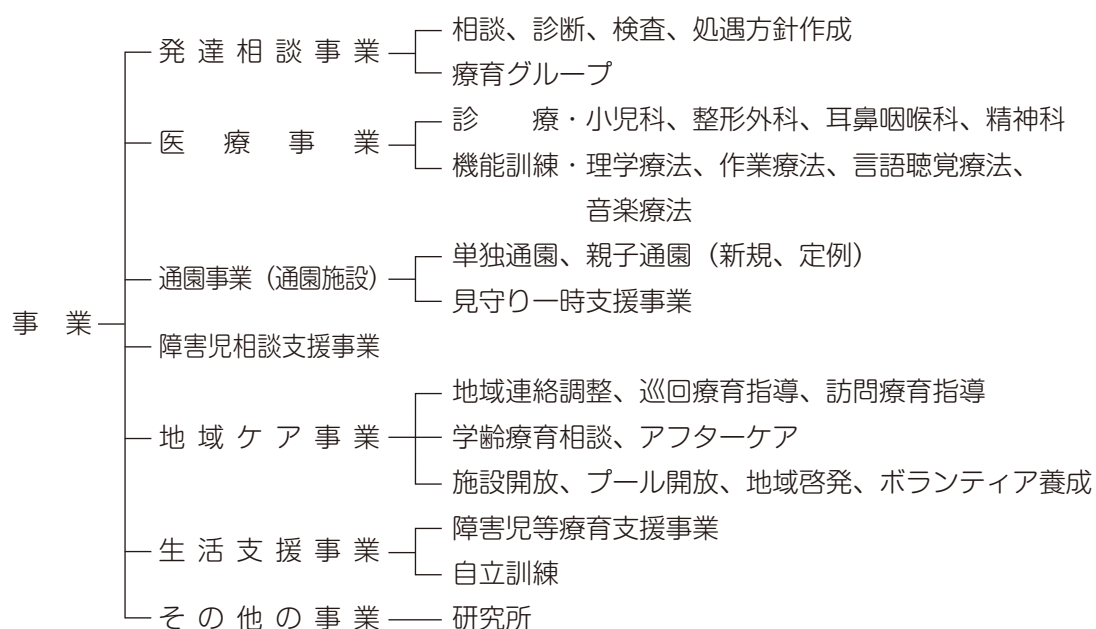 発達相談事業
相談、診断、検査、処遇方針作成
療育グループ
医療事業
診　療・小児科、整形外科、耳鼻咽喉科、精神科
機能訓練・理学療法、作業療法、言語聴覚療法、
音楽療法
通園事業（通園施設）
単独通園、親子通園（新規、定例）
見守り一時支援事業
事業
障害児相談支援事業
地域ケア事業
地域連絡調整、巡回療育指導、訪問療育指導
学齢療育相談、アフターケア
施設開放、プール開放、地域啓発、ボランティア養成
生活支援事業
障害児等療育支援事業
自立訓練
その他の事業
研究所